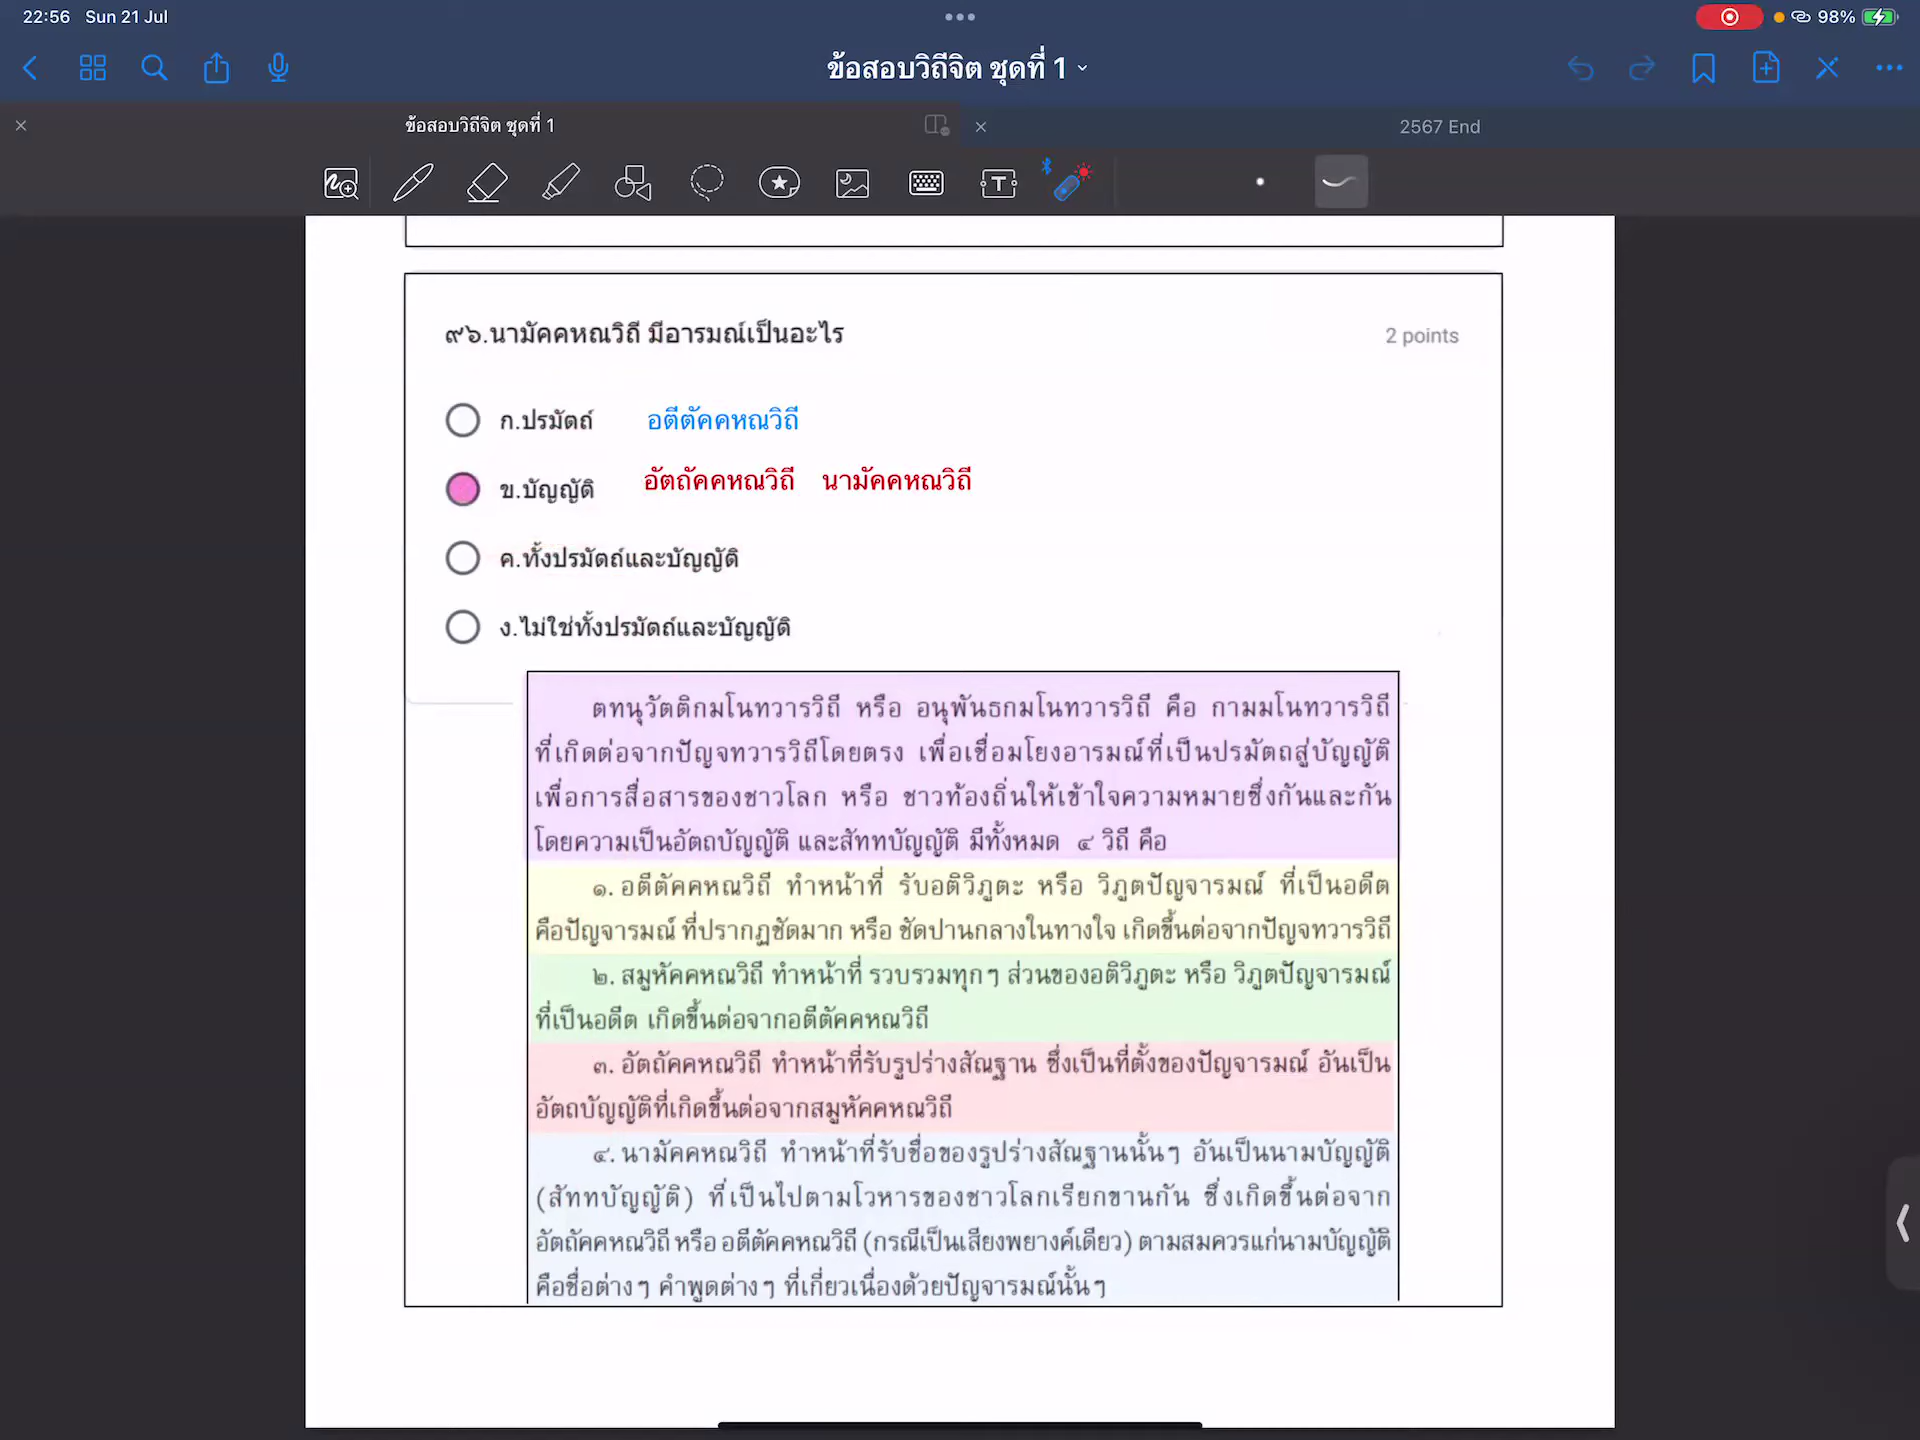 22:56 Sun 21 Jul
98%
ข้อสอบวิถีจิต ชุดที่ 1
ข้อสอบวิถีจิต ชุดที่ 1
2567 End
๙๖.นามัคคหณวิถี มีอารมณ์เป็นอะไร
2 points
ก.ปรมัตถ์ อตีตัคคหณวิถี
ข.บัญญัติ อัตถัคคหณวิถี นามัคคหณวิถี
ค.ทั้งปรมัตถ์และบัญญัติ
ง.ไม่ใช่ทั้งปรมัตถ์และบัญญัติ
ตทนุวัตติกมโนทวารวิถี หรือ อนุพันธกมโนทวารวิถี คือ กามมโนทวารวิถี
ที่เกิดต่อจากปัญจทวารวิถีโดยตรง เพื่อเชื่อมโยงอารมณ์ที่เป็นปรมัตถสู่บัญญัติ
เพื่อการสื่อสารของชาวโลก หรือ ชาวท้องถิ่นให้เข้าใจความหมายซึ่งกันและกัน
โดยความเป็นอัตถบัญญัติ และสัททบัญญัติ มีทั้งหมด ๔ วิถี คือ
๑. อตีตัคคหณวิถี ทำหน้าที่ รับอติวิภูตะ หรือ วิภูตปัญจารมณ์ ที่เป็นอดีต
คือปัญจารมณ์ ที่ปรากฏชัดมาก หรือ ชัดปานกลางในทางใจ เกิดขึ้นต่อจากปัญจทวารวิถี
๒. สมูหัคคหณวิถี ทำหน้าที่ รวบรวมทุกๆ ส่วนของอติวิภูตะ หรือ วิภูตปัญจารมณ์
ที่เป็นอดีต เกิดขึ้นต่อจากอตีตัคคหณวิถี
๓. อัตถัคคหณวิถี ทำหน้าที่รับรูปร่างสัณฐาน ซึ่งเป็นที่ตั้งของปัญจารมณ์ อันเป็น
อัตถบัญญัติที่เกิดขึ้นต่อจากสมูหัคคหณวิถี
๔. นามัคคหณวิถี ทำหน้าที่รับชื่อของรูปร่างสัณฐานนั้นๆ อันเป็นนามบัญญัติ
(สัททบัญญัติ) ที่เป็นไปตามโวหารของชาวโลกเรียกขานกัน ซึ่งเกิดขึ้นต่อจาก
อัตถัคคหณวิถี หรือ อตีตัคคหณวิถี (กรณีเป็นเสียงพยางค์เดียว) ตามสมควรแก่นามบัญญัติ
คือชื่อต่างๆ คำพูดต่างๆ ที่เกี่ยวเนื่องด้วยปัญจารมณ์นั้นๆ